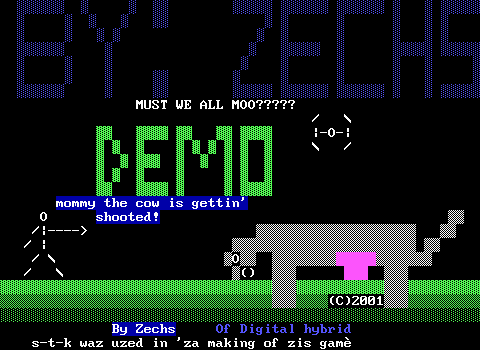 BY: ZECHS
MUST WE ALL MOO?????
DEMO
mommy the cow is gettin'
shooted!
(C)2001
By Zechs Of Digital hybrid
s-t-k waz uzed in 'za making of zis gamè